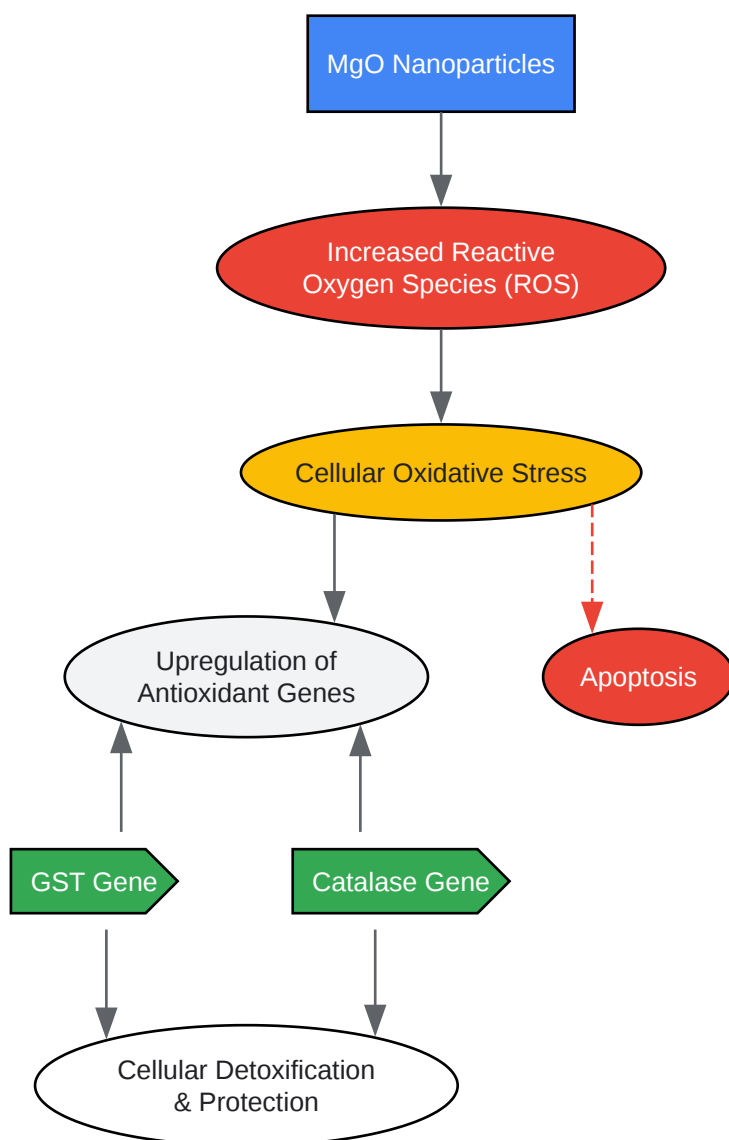 MgO Nanoparticles
Increased Reactive
Oxygen Species (ROS)
Cellular Oxidative Stress
Upregulation of
Antioxidant Genes
Apoptosis
GST Gene
Catalase Gene
Cellular Detoxification
& Protection